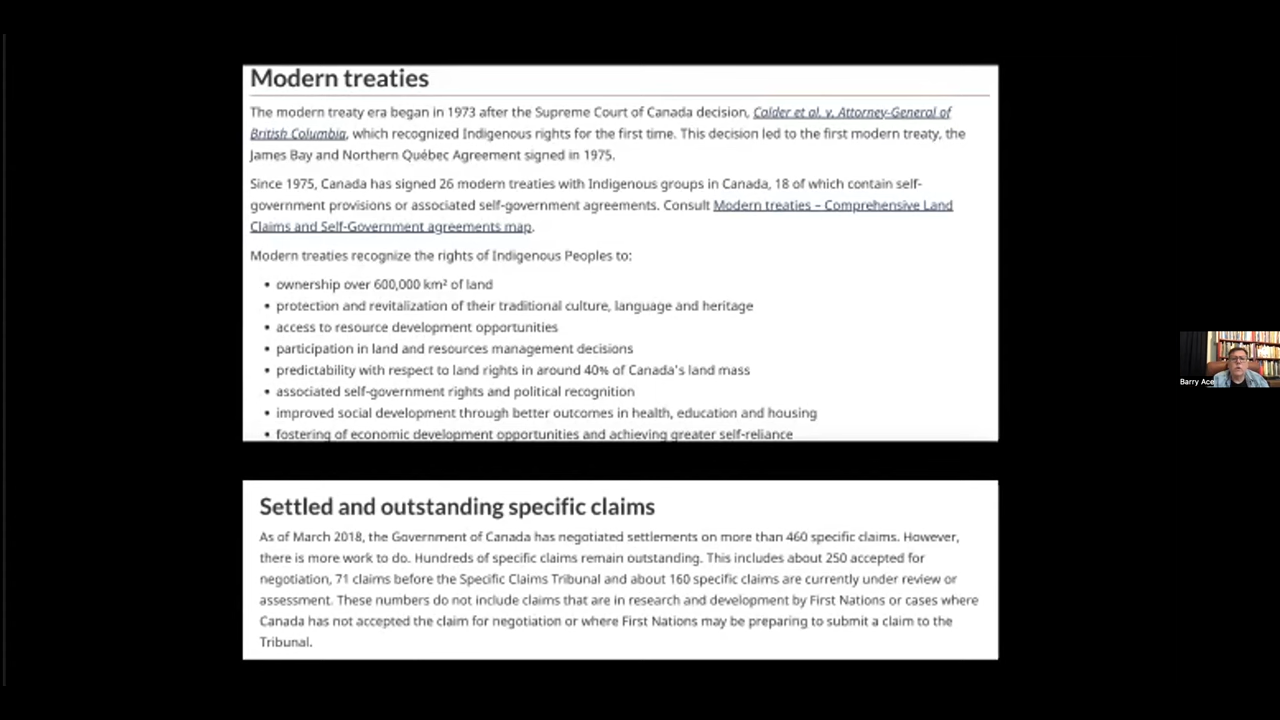 Modern treaties
The modern treaty era began in 1973 after the Supreme Court of Canada decision, Calder et al. v. Attorney-General of
British Columbia, which recognized Indigenous rights for the first time. This decision led to the first modern treaty, the
James Bay and Northern Québec Agreement signed in 1975.
Since 1975, Canada has signed 26 modern treaties with Indigenous groups in Canada, 18 of which contain self-
government provisions or associated self-government agreements. Consult Modern treaties – Comprehensive Land
Claims and Self-Government agreements map.
Modern treaties recognize the rights of Indigenous Peoples to:
• ownership over 600,000 km² of land
• protection and revitalization of their traditional culture, language and heritage
• access to resource development opportunities
• participation in land and resources management decisions
• predictability with respect to land rights in around 40% of Canada's land mass
• associated self-government rights and political recognition
• improved social development through better outcomes in health, education and housing
• fostering of economic development opportunities and achieving greater self-reliance
Settled and outstanding specific claims
As of March 2018, the Government of Canada has negotiated settlements on more than 460 specific claims. However,
there is more work to do. Hundreds of specific claims remain outstanding. This includes about 250 accepted for
negotiation, 71 claims before the Specific Claims Tribunal and about 160 specific claims are currently under review or
assessment. These numbers do not include claims that are in research and development by First Nations or cases where
Canada has not accepted the claim for negotiation or where First Nations may be preparing to submit a claim to the
Tribunal.
Barry Ace